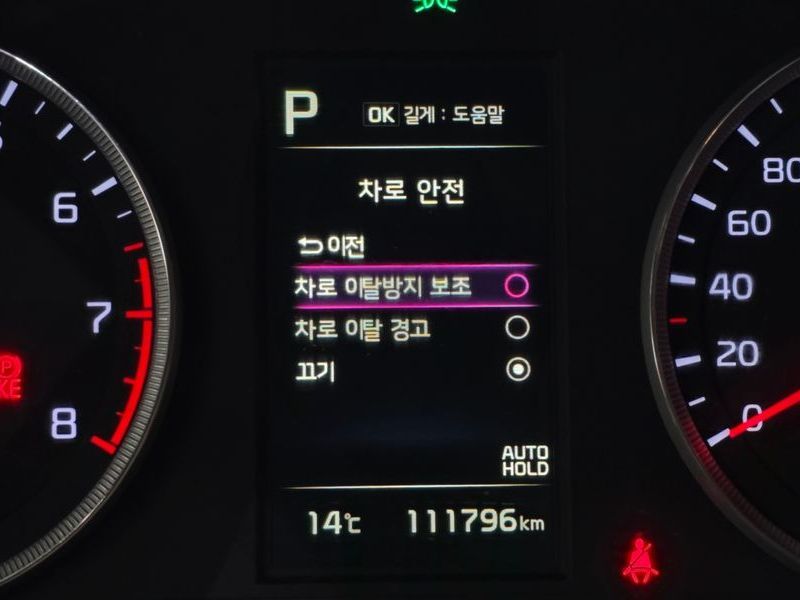 P OK 길게 : 도움말
차로 안전
이전
차로 이탈방지 보조
차로 이탈 경고
끄기
AUTO
HOLD
14℃ 111796km
6
7
8
80
60
40
20
0